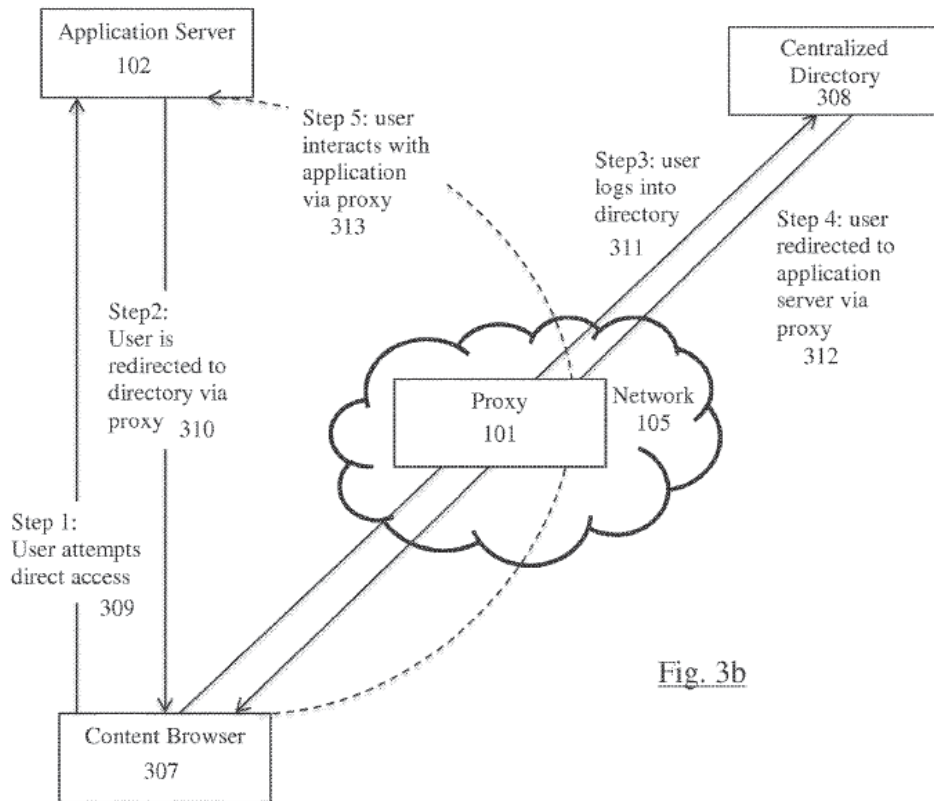 Application Server
102
Centralized
Directory
308
Step 5: user
interacts with
application
via proxy
313
Step3: user
logs into
directory
311
Step 4: user
redirected to
application
server via
proxy
312
Step2:
User is
redirected to
directory via
proxy 310
Proxy
101
Network
105
Step 1:
User attempts
direct access
309
Fig. 3b
Content Browser
307